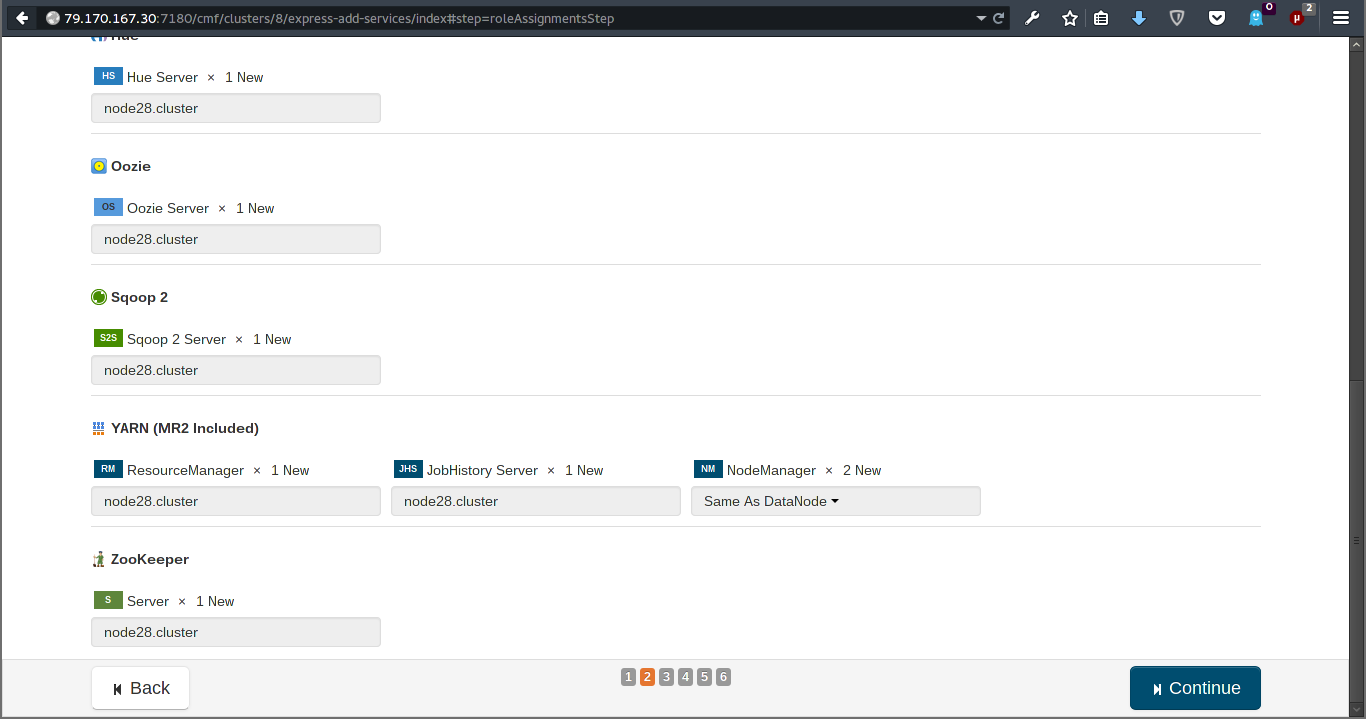 79.170.167.30:7180/cmf/clusters/8/express-add-services/index#step=roleAssignmentsStep
0
µ
2
Hue
HS Hue Server × 1 New
node28.cluster
Oozie
OS Oozie Server × 1 New
node28.cluster
Sqoop 2
S2S Sqoop 2 Server × 1 New
node28.cluster
YARN (MR2 Included)
RM ResourceManager × 1 New JHS JobHistory Server × 1 New NM NodeManager × 2 New
node28.cluster node28.cluster Same As DataNode
ZooKeeper
S Server × 1 New
node28.cluster
Back 1 2 3 4 5 6 Continue